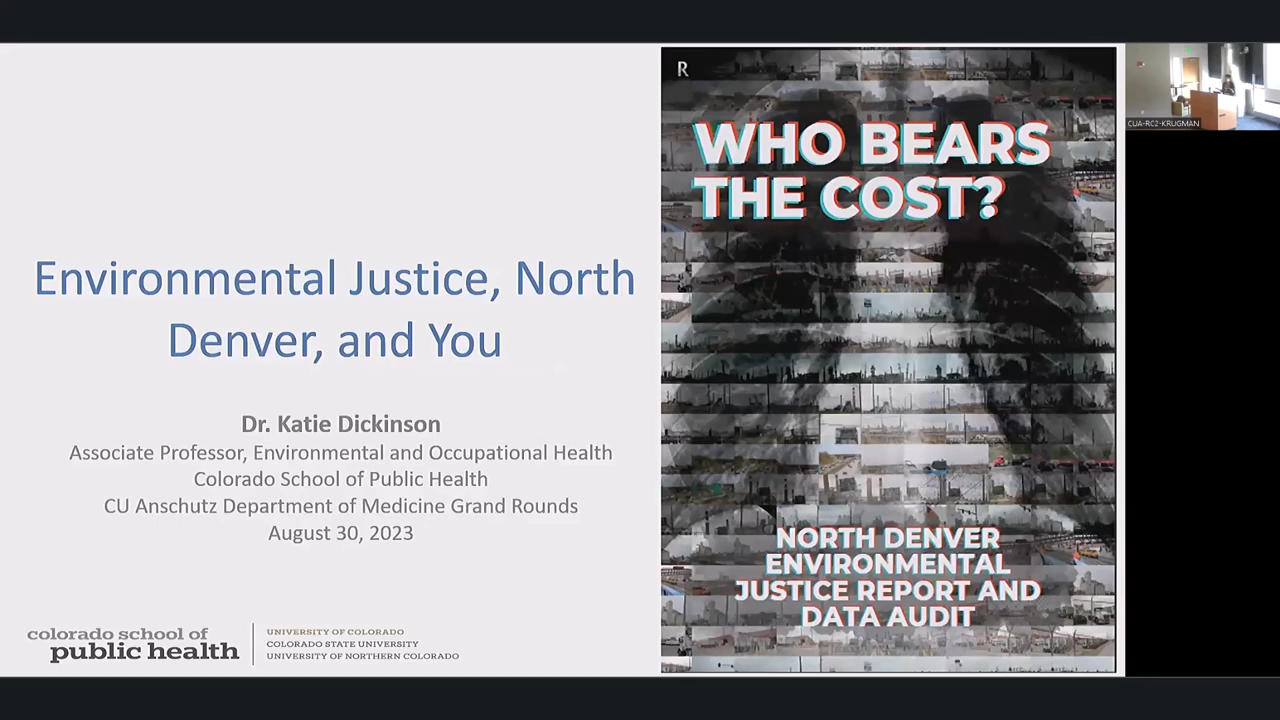 Environmental Justice, North
Denver, and You
Dr. Katie Dickinson
Associate Professor, Environmental and Occupational Health
Colorado School of Public Health
CU Anschutz Department of Medicine Grand Rounds
August 30, 2023
colorado school of
public health
UNIVERSITY OF COLORADO
COLORADO STATE UNIVERSITY
UNIVERSITY OF NORTHERN COLORADO
R
WHO BEARS
THE COST?
NORTH DENVER
ENVIRONMENTAL
JUSTICE REPORT AND
DATA AUDIT
CUA-RC2-KRUGMAN